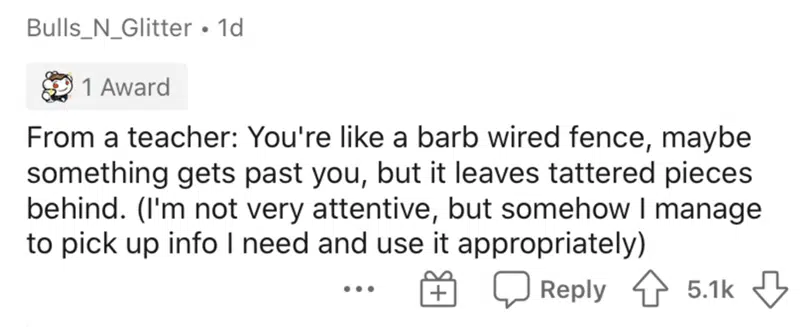 Bulls_N_Glitter • 1d
1 Award
From a teacher: You're like a barb wired fence, maybe
something gets past you, but it leaves tattered pieces
behind. (I'm not very attentive, but somehow I manage
to pick up info I need and use it appropriately)
••• Reply 5.1k